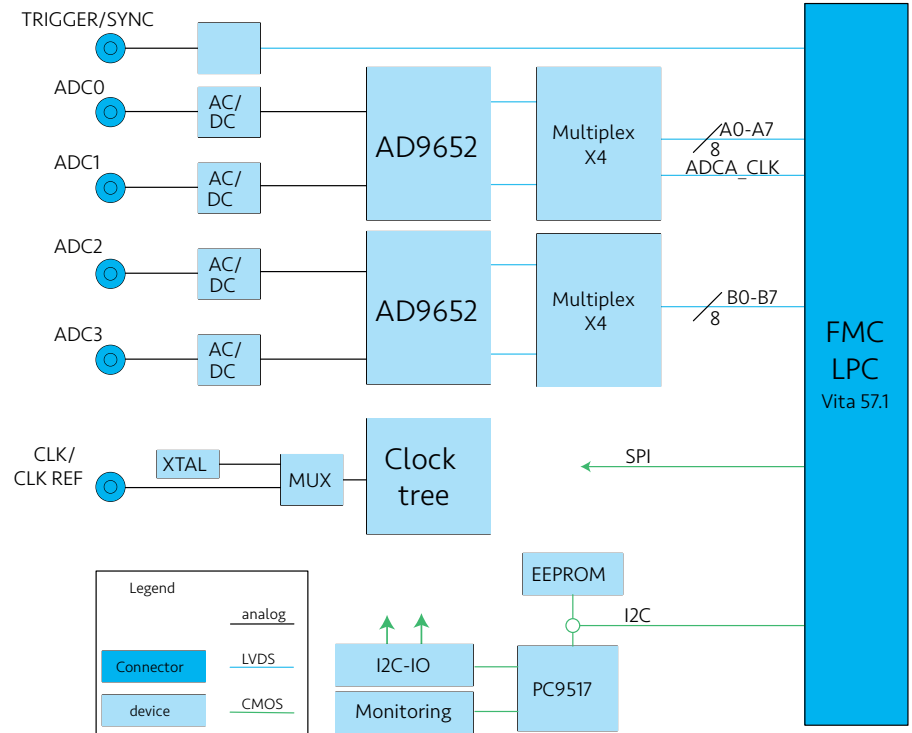 TRIGGER/SYNC
ADC0
AC/
DC
AD9652
Multiplex
X4
A0-A7
8
ADCA_CLK
ADC1
AC/
DC
ADC2
AC/
DC
AD9652
Multiplex
X4
B0-B7
8
ADC3
AC/
DC
FMC
LPC
Vita 57.1
CLK/
CLK REF
XTAL
MUX
Clock
tree
SPI
EEPROM
I2C
I2C-IO
PC9517
Monitoring
Legend
analog
Connector
LVDS
device
CMOS